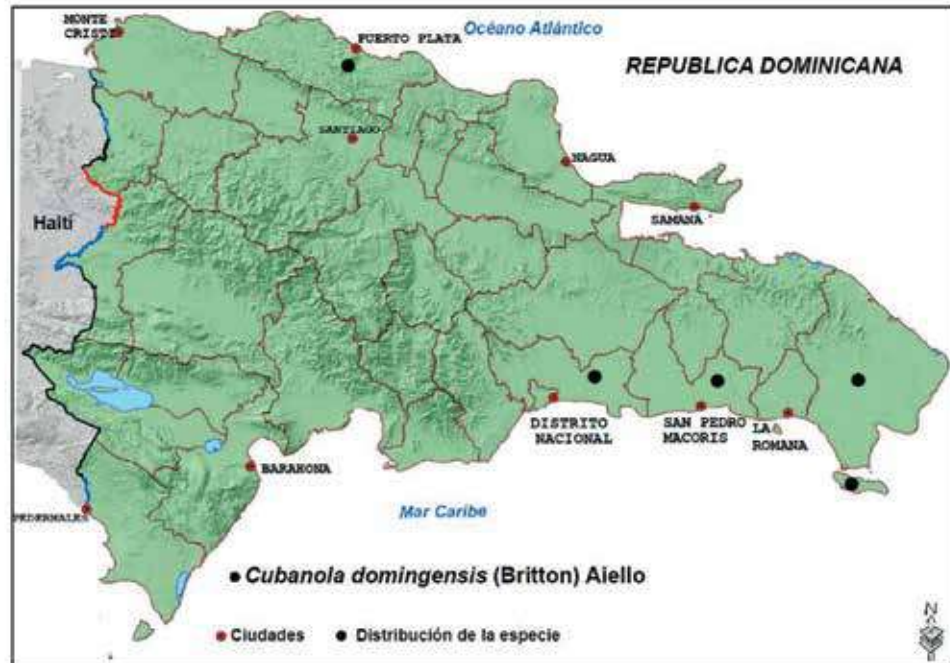 MONTE
CRISTI
PUERTO PLATA
Océano Atlántico
REPUBLICA DOMINICANA
SANTIAGO
NAGUA
SAMANA
Haití
DISTRITO
NACIONAL
SAN PEDRO
MACORIS
LA
ROMANA
BARAHONA
PEDERNALES
Mar Caribe
Cubanola domingensis (Britton) Aiello
Ciudades
Distribución de la especie
N